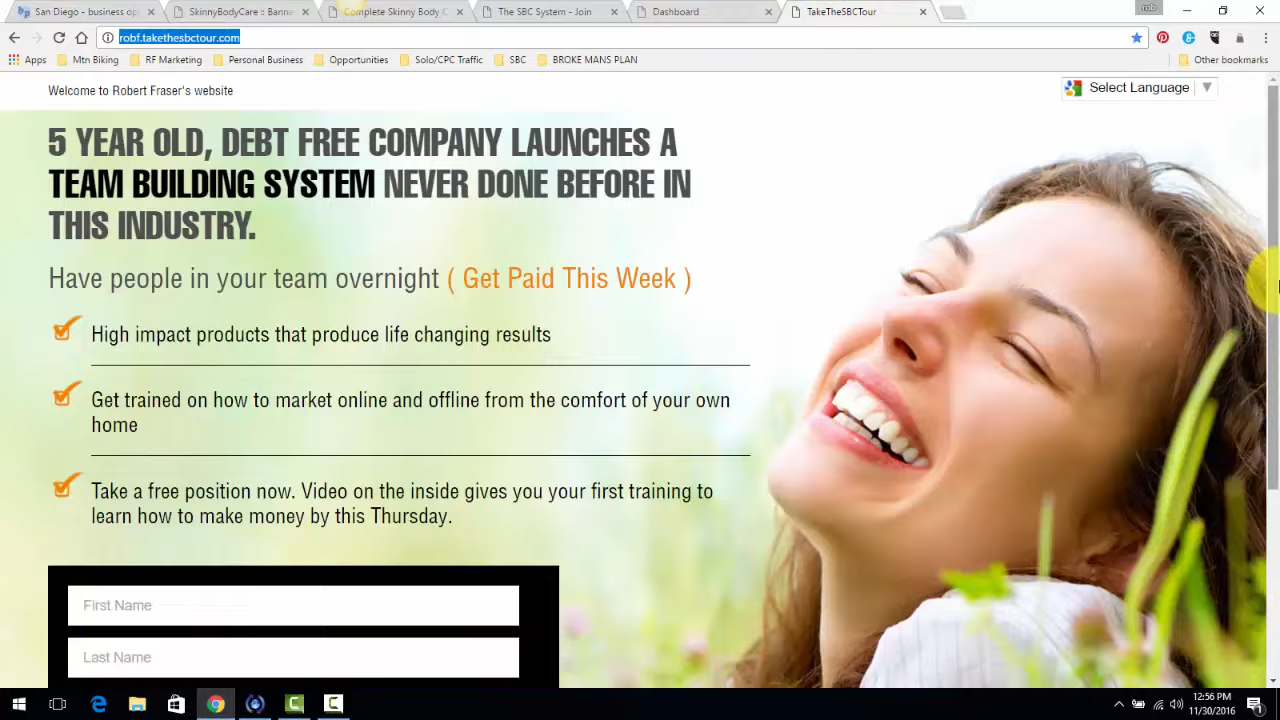 San Diego - business op
SkinnyBodyCare :: Banne
Complete Skinny Body C
The SBC System - Join
Dashboard
TakeTheSBCTour
rob
robf.takethesbctour.com
Apps
Mtn Biking
RF Marketing
Personal Business
Opportunities
Solo/CPC Traffic
SBC
BROKE MANS PLAN
Other bookmarks
Welcome to Robert Fraser's website
Select Language
5 YEAR OLD, DEBT FREE COMPANY LAUNCHES A
TEAM BUILDING SYSTEM NEVER DONE BEFORE IN
THIS INDUSTRY.
Have people in your team overnight ( Get Paid This Week )
High impact products that produce life changing results
Get trained on how to market online and offline from the comfort of your own
home
Take a free position now. Video on the inside gives you your first training to
learn how to make money by this Thursday.
First Name
Last Name
12:56 PM
11/30/2016